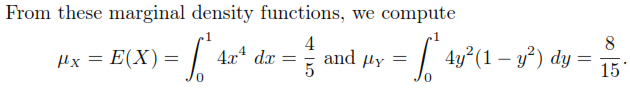 From these marginal density functions, we compute
μ_X = E(X) = ∫_0^1 4x^4 dx = 4/5 and μ_Y = ∫_0^1 4y^2(1 − y^2) dy = 8/15.